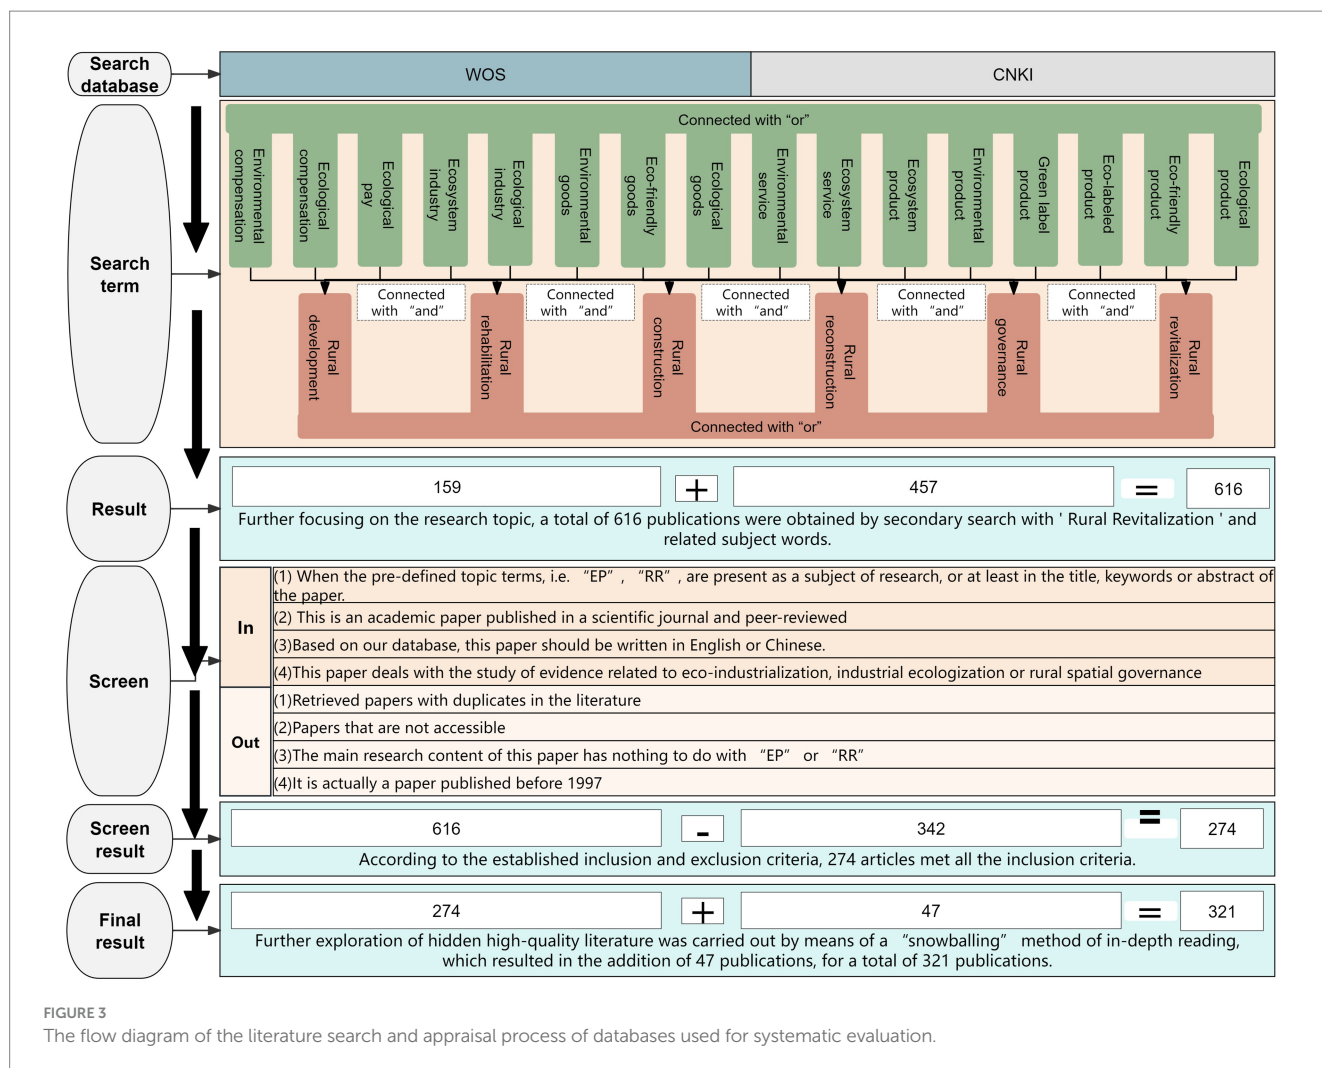 Search
database
WOS
CNKI
Connected with “or”
Environmental
compensation
Ecological
compensation
Ecological
pay
Ecosystem
industry
Ecological
industry
Environmental
goods
Eco-friendly
goods
Ecological
goods
Environmental
service
Ecosystem
service
Ecosystem
product
Environmental
product
Green label
product
Eco-labeled
product
Eco-friendly
product
Ecological
product
Search
term
Connected
with “and”
Connected
with “and”
Connected
with “and”
Connected
with “and”
Connected
with “and”
Rural
development
Rural
rehabilitation
Rural
construction
Rural
reconstruction
Rural
governance
Rural
revitalization
Connected with “or”
Result
159 + 457 = 616
Further focusing on the research topic, a total of 616 publications were obtained by secondary search with ' Rural Revitalization ' and
related subject words.
Screen
In
(1) When the pre-defined topic terms, i.e. “EP” , “RR” , are present as a subject of research, or at least in the title, keywords or abstract of
the paper.
(2) This is an academic paper published in a scientific journal and peer-reviewed
(3)Based on our database, this paper should be written in English or Chinese.
(4)This paper deals with the study of evidence related to eco-industrialization, industrial ecologization or rural spatial governance
Out
(1)Retrieved papers with duplicates in the literature
(2)Papers that are not accessible
(3)The main research content of this paper has nothing to do with “EP” or “RR”
(4)It is actually a paper published before 1997
Screen
result
616 - 342 = 274
According to the established inclusion and exclusion criteria, 274 articles met all the inclusion criteria.
Final
result
274 + 47 = 321
Further exploration of hidden high-quality literature was carried out by means of a “snowballing” method of in-depth reading,
which resulted in the addition of 47 publications, for a total of 321 publications.
FIGURE 3
The flow diagram of the literature search and appraisal process of databases used for systematic evaluation.